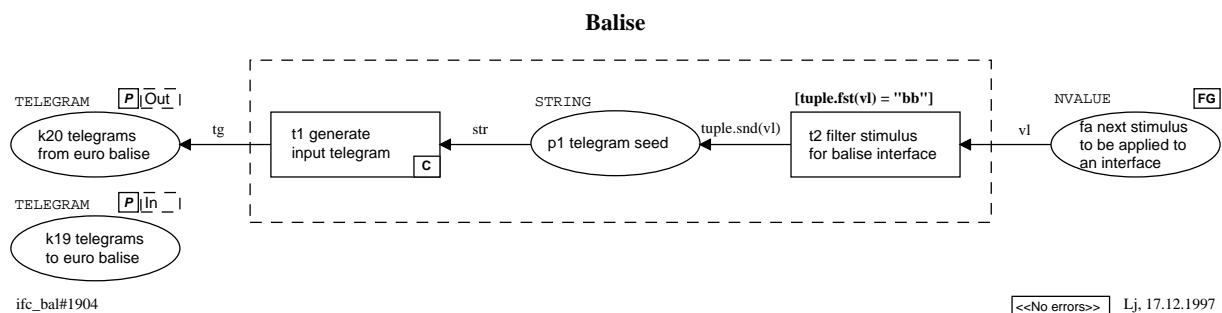 Balise
TELEGRAM
P Out
k20 telegrams
from euro balise
tg
t1 generate
input telegram
C
str
STRING
p1 telegram seed
tuple.snd(vl)
[tuple.fst(vl) = "bb"]
t2 filter stimulus
for balise interface
vl
NVALUE
FG
fa next stimulus
to be applied to
an interface
TELEGRAM
P In
k19 telegrams
to euro balise
ifc_bal#1904
<<No errors>>
Lj, 17.12.1997